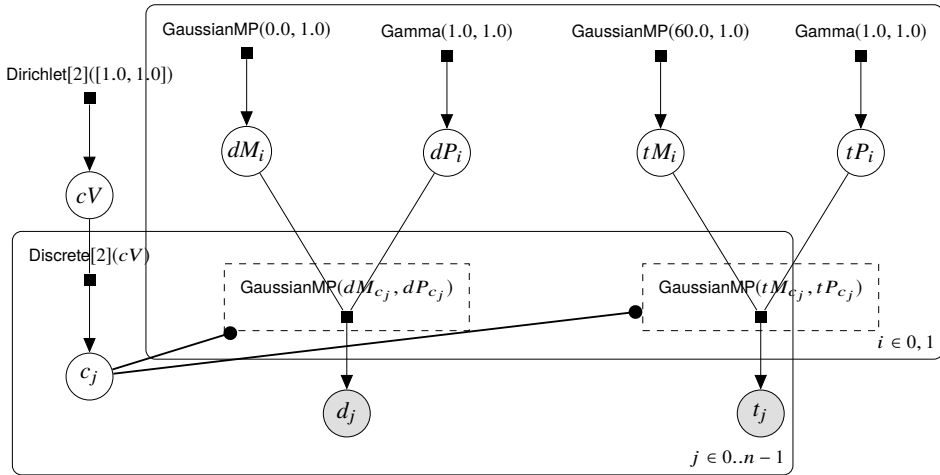 GaussianMP(0.0, 1.0) Gamma(1.0, 1.0) GaussianMP(60.0, 1.0) Gamma(1.0, 1.0)
Dirichlet[2]([1.0, 1.0])
dM_i dP_i tM_i tP_i
cV
Discrete[2](cV)
GaussianMP(dM_{c_j}, dP_{c_j}) GaussianMP(tM_{c_j}, tP_{c_j})
i ∈ 0, 1
c_j
d_j t_j
j ∈ 0..n − 1